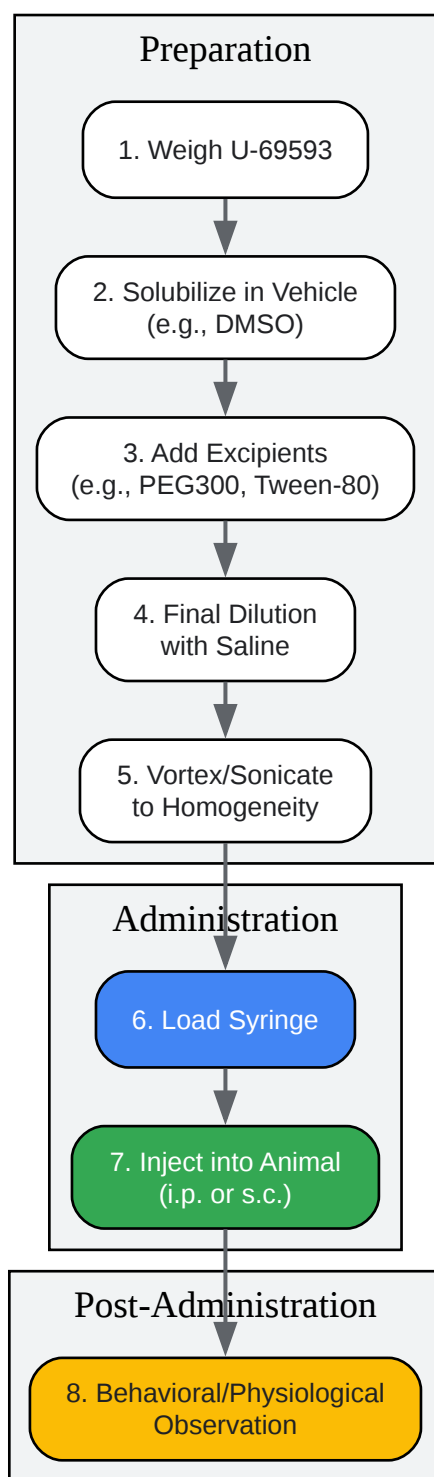 Preparation
1. Weigh U-69593
2. Solubilize in Vehicle
(e.g., DMSO)
3. Add Excipients
(e.g., PEG300, Tween-80)
4. Final Dilution
with Saline
5. Vortex/Sonicate
to Homogeneity
Administration
6. Load Syringe
7. Inject into Animal
(i.p. or s.c.)
Post-Administration
8. Behavioral/Physiological
Observation